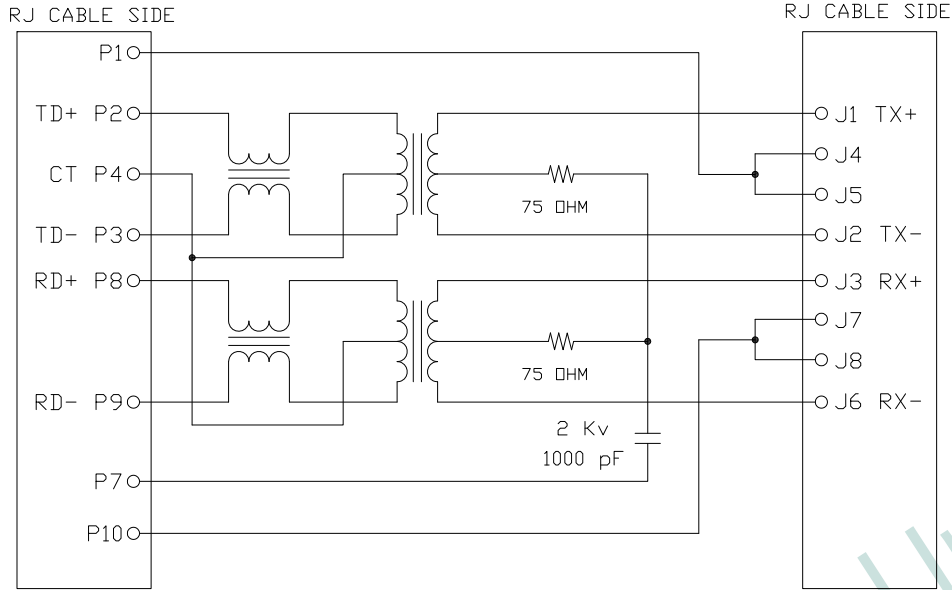 RJ CABLE SIDE
RJ CABLE SIDE
P1
TD+ P2
CT P4
TD- P3
RD+ P8
RD- P9
P7
P10
75 OHM
75 OHM
2 Kv
1000 pF
J1 TX+
J4
J5
J2 TX-
J3 RX+
J7
J8
J6 RX-